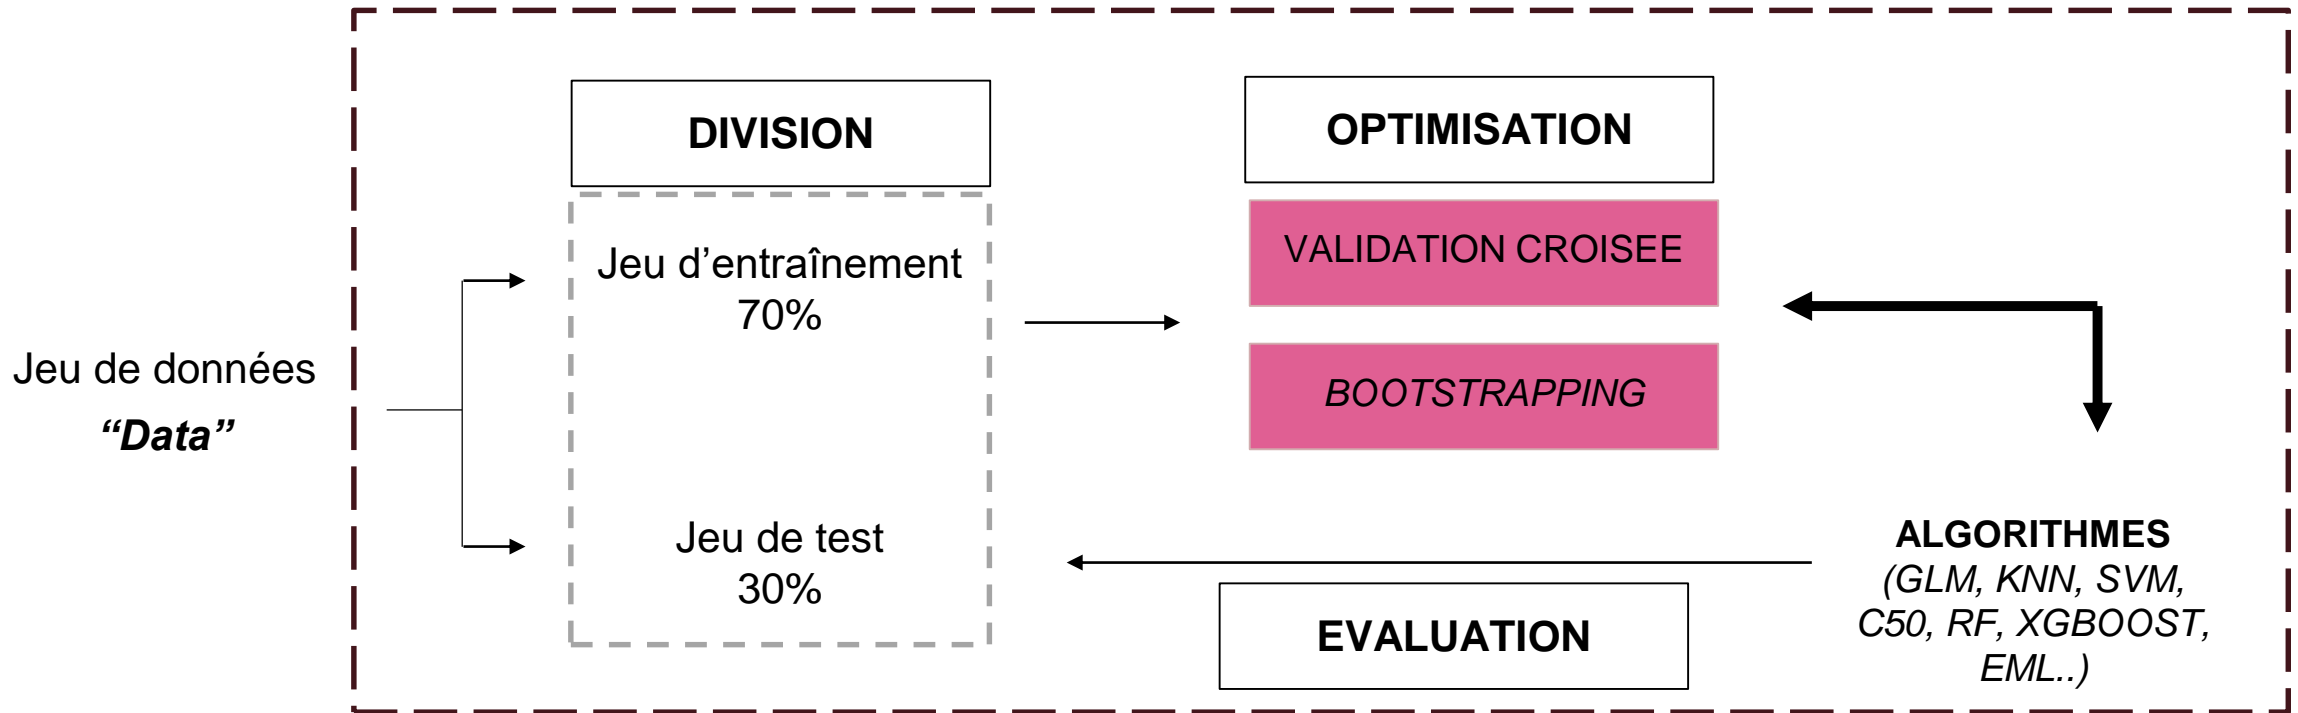 Jeu de données
“Data”
DIVISION
Jeu d’entraînement
70%
Jeu de test
30%
OPTIMISATION
VALIDATION CROISEE
BOOTSTRAPPING
EVALUATION
ALGORITHMES
(GLM, KNN, SVM,
C50, RF, XGBOOST,
EML..)